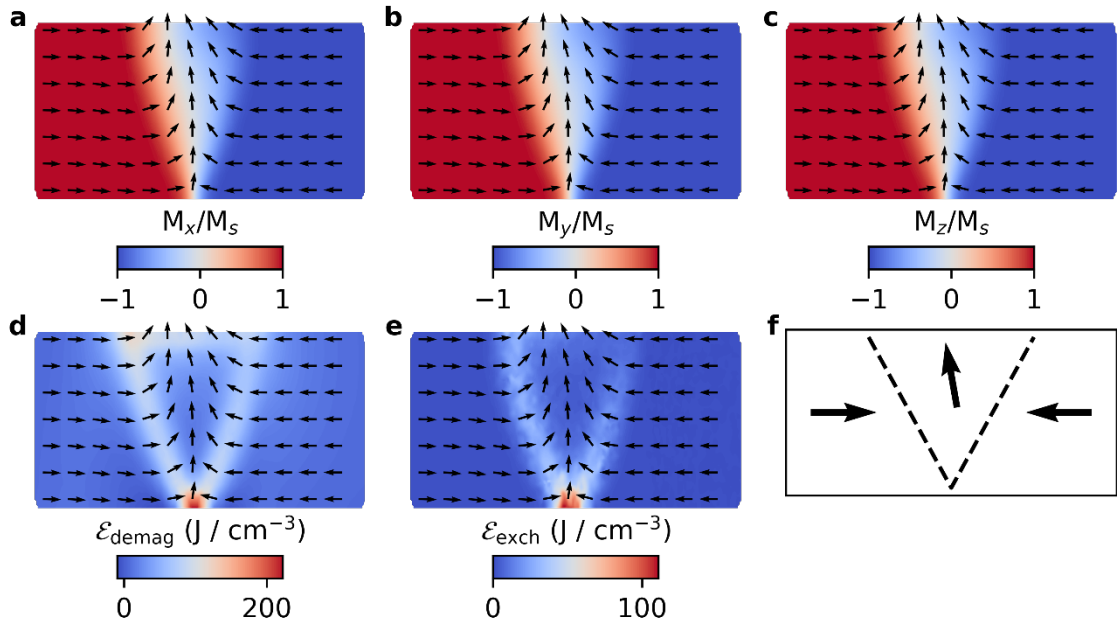 a b c
M_x/M_s M_y/M_s M_z/M_s
−1 0 1 −1 0 1 −1 0 1
d e f
ℰ_demag (J / cm⁻³) ℰ_exch (J / cm⁻³)
0 200 0 100